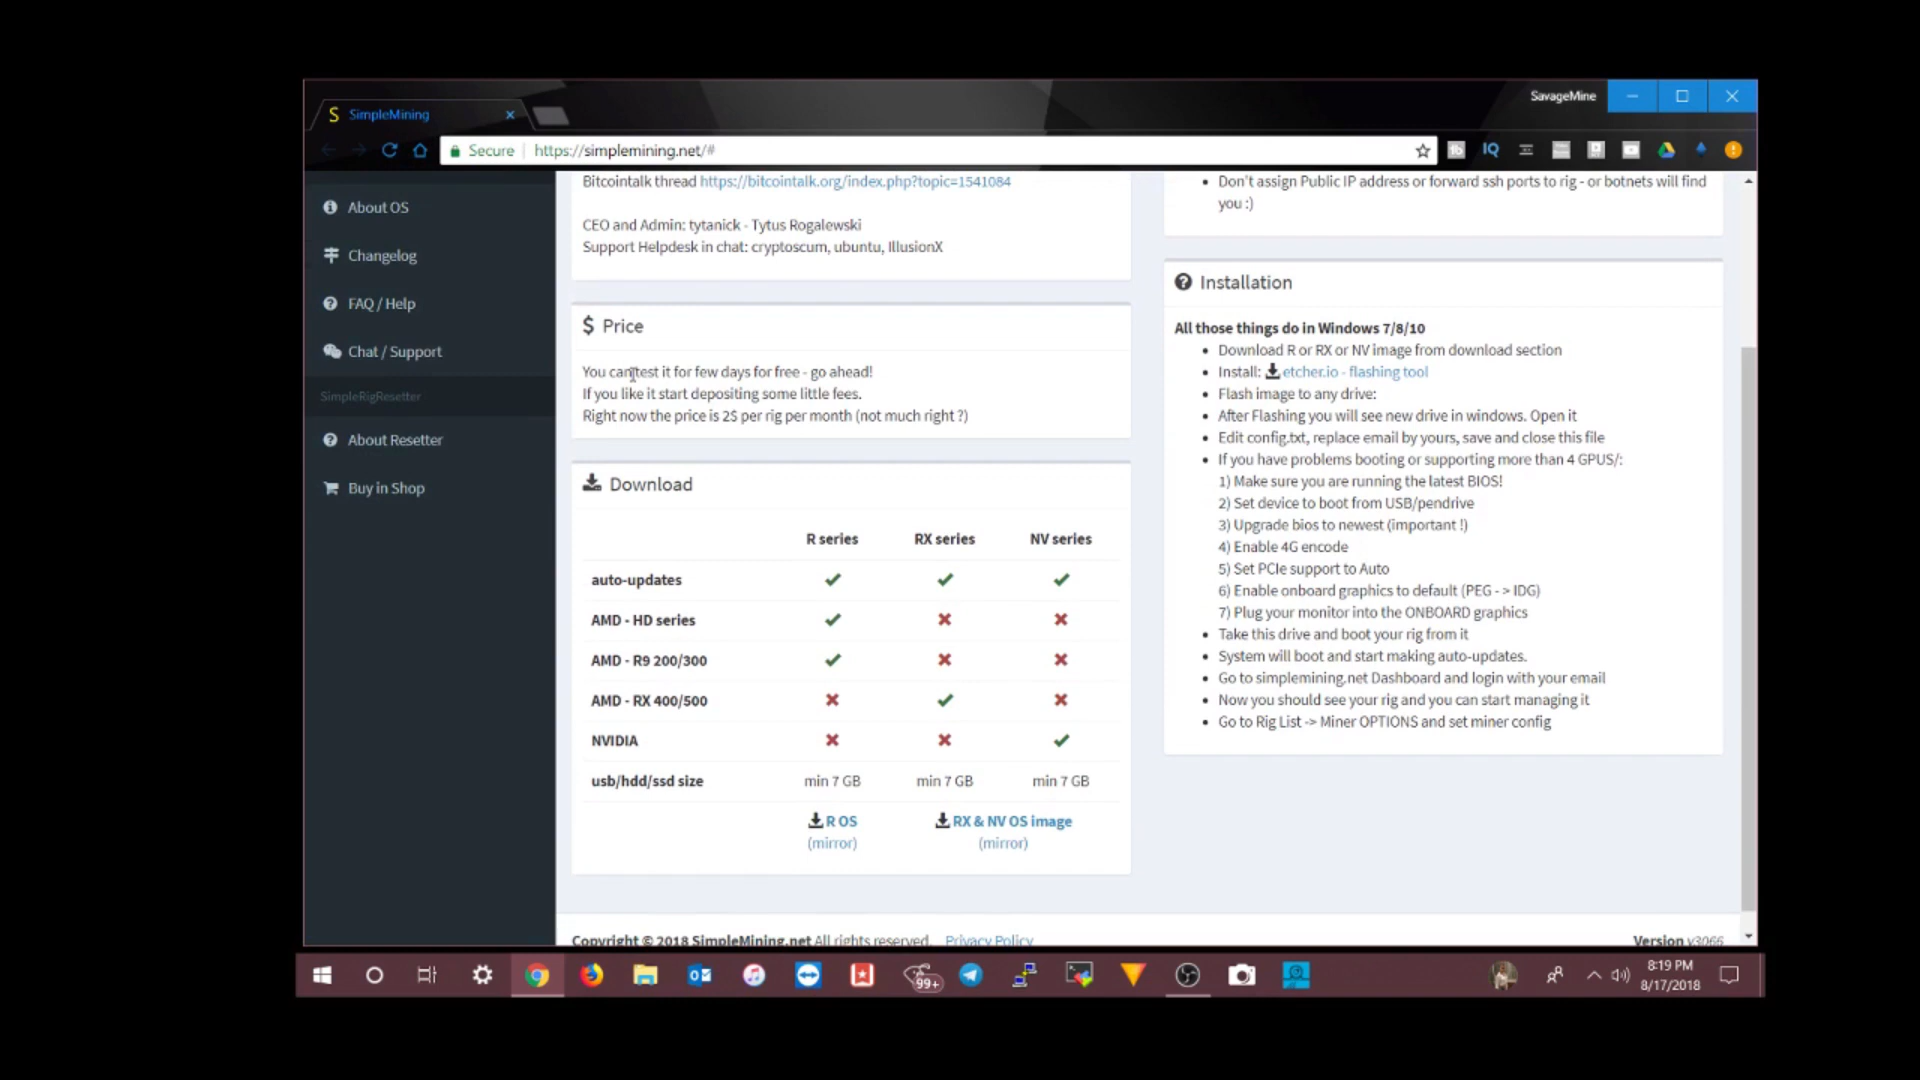 SavageMine
SimpleMining
Secure
https://simplemining.net/#
IQ
About OS
Changelog
FAQ / Help
Chat / Support
SimpleRigResetter
About Resetter
Buy in Shop
Bitcointalk thread https://bitcointalk.org/index.php?topic=1541084
CEO and Admin: tytanick - Tytus Rogalewski
Support Helpdesk in chat: cryptoscum, ubuntu, IllusionX
Price
You can test it for few days for free - go ahead!
If you like it start depositing some little fees.
Right now the price is 2$ per rig per month (not much right ?)
Download
R series RX series NV series
auto-updates
AMD - HD series
AMD - R9 200/300
AMD - RX 400/500
NVIDIA
usb/hdd/ssd size min 7 GB min 7 GB min 7 GB
R OS RX & NV OS image
(mirror) (mirror)
• Don't assign Public IP address or forward ssh ports to rig - or botnets will find
you :)
Installation
All those things do in Windows 7/8/10
• Download R or RX or NV image from download section
• Install: etcher.io - flashing tool
• Flash image to any drive:
• After Flashing you will see new drive in windows. Open it
• Edit config.txt, replace email by yours, save and close this file
• If you have problems booting or supporting more than 4 GPUS/:
1) Make sure you are running the latest BIOS!
2) Set device to boot from USB/pendrive
3) Upgrade bios to newest (important !)
4) Enable 4G encode
5) Set PCIe support to Auto
6) Enable onboard graphics to default (PEG - > IDG)
7) Plug your monitor into the ONBOARD graphics
• Take this drive and boot your rig from it
• System will boot and start making auto-updates.
• Go to simplemining.net Dashboard and login with your email
• Now you should see your rig and you can start managing it
• Go to Rig List -> Miner OPTIONS and set miner config
Copyright © 2018 SimpleMining.net All rights reserved. Privacy Policy
Version v3066
99+
8:19 PM
8/17/2018